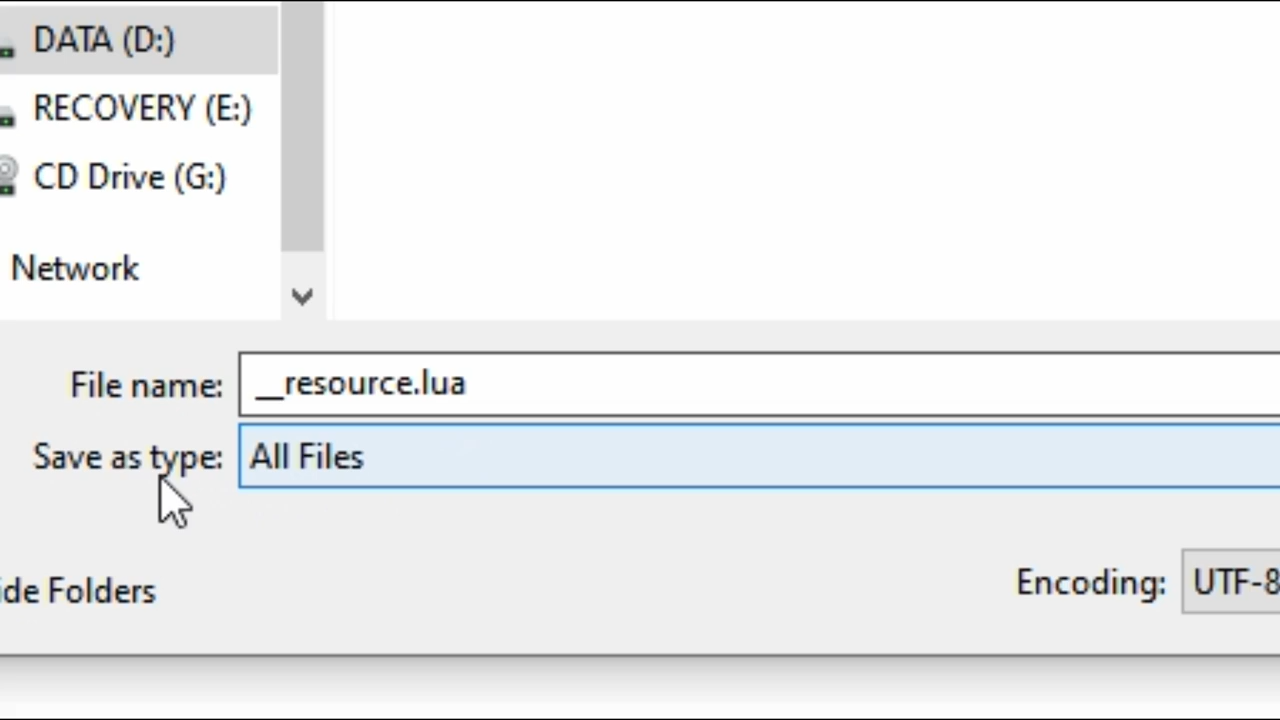 DATA (D:)
RECOVERY (E:)
CD Drive (G:)
Network
File name: __resource.lua
Save as type: All Files
ide Folders
Encoding: UTF-8